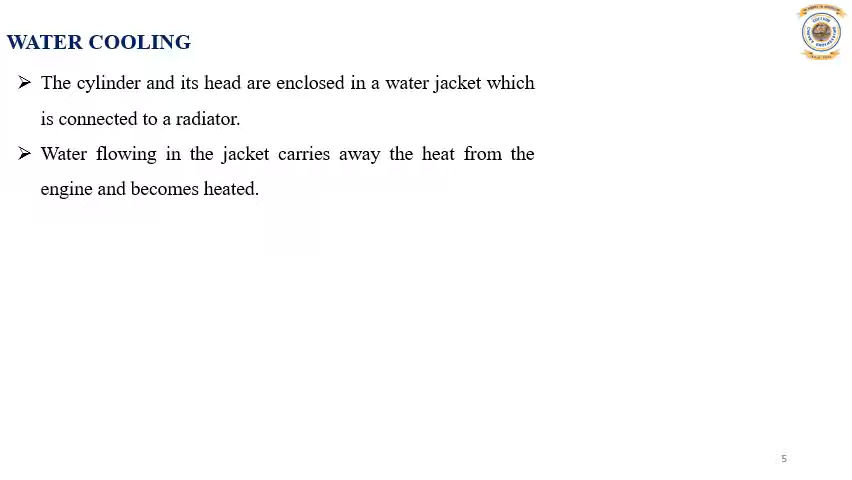 WATER COOLING
➢ The cylinder and its head are enclosed in a water jacket which
is connected to a radiator.
➢ Water flowing in the jacket carries away the heat from the
engine and becomes heated.
5